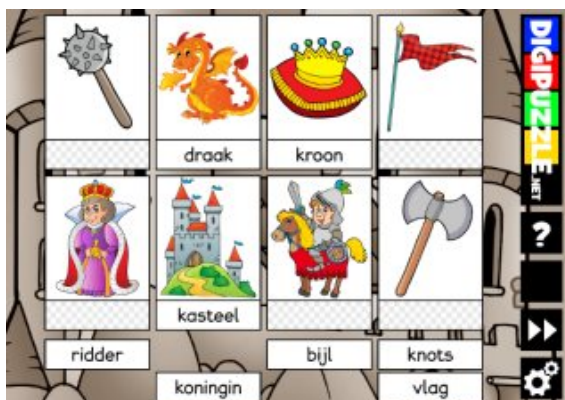 draak
kroon
kasteel
ridder
bijl
knots
koningin
vlag
DIGIPUZZLE.NET
?